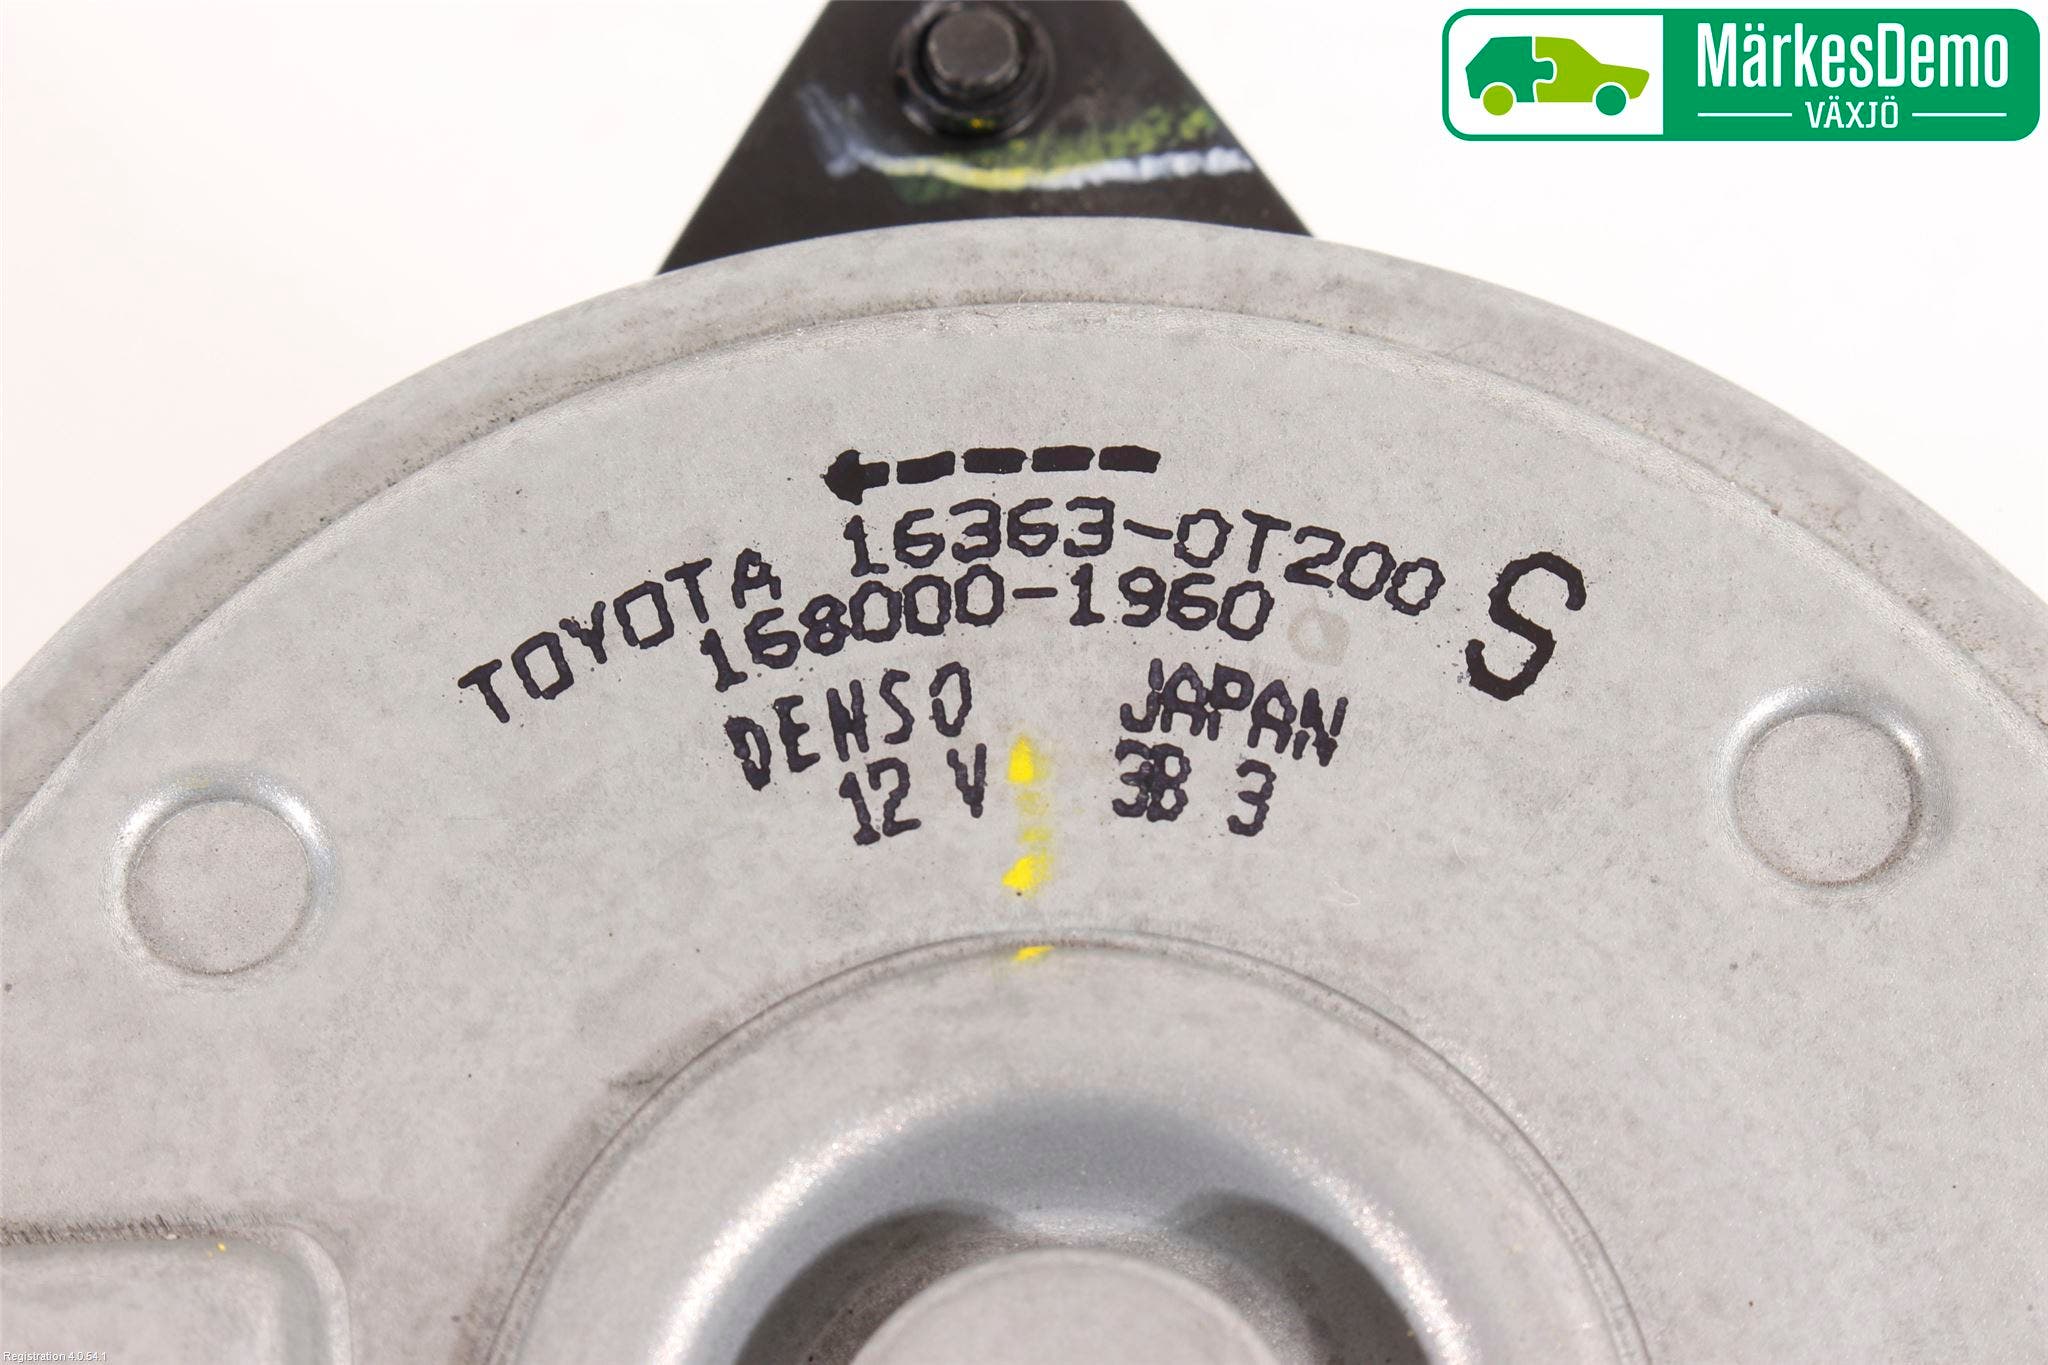 MärkesDemo
VÄXJÖ
TOYOTA 16363-0T200 S
168000-1960
DENSO JAPAN
12 V 3B 3
Registration 4.0.54.1